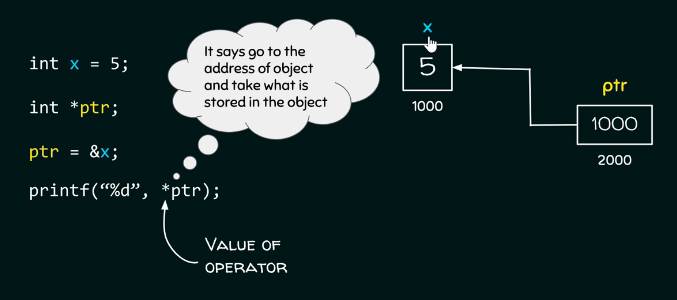 int x = 5;
int *ptr;
ptr = &x;
printf(“%d”, *ptr);
It says go to the
address of object
and take what is
stored in the object
Value of
operator
x
5
1000
ptr
1000
2000